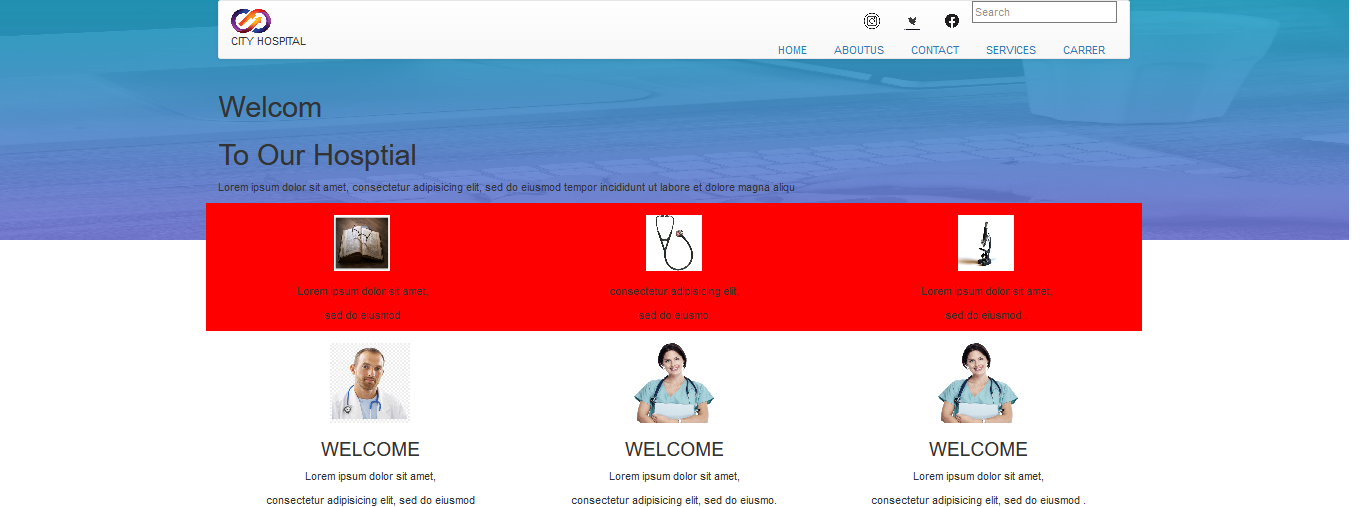 Search
CITY HOSPITAL
HOME ABOUTUS CONTACT SERVICES CARRER
Welcom
To Our Hosptial
Lorem ipsum dolor sit amet, consectetur adipisicing elit, sed do eiusmod tempor incididunt ut labore et dolore magna aliqu
Lorem ipsum dolor sit amet,
sed do eiusmod
consectetur adipisicing elit,
sed do eiusmo.
Lorem ipsum dolor sit amet,
sed do eiusmod .
WELCOME
Lorem ipsum dolor sit amet,
consectetur adipisicing elit, sed do eiusmod
WELCOME
Lorem ipsum dolor sit amet,
consectetur adipisicing elit, sed do eiusmo.
WELCOME
Lorem ipsum dolor sit amet,
consectetur adipisicing elit, sed do eiusmod .